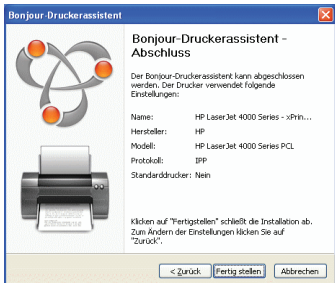 Bonjour-Druckerassistent
Bonjour-Druckerassistent -
Abschluss
Der Bonjour-Druckerassistent kann abgeschlossen
werden. Der Drucker verwendet folgende
Einstellungen:
Name: HP LaserJet 4000 Series - xPrin...
Hersteller: HP
Modell: HP LaserJet 4000 Series PCL
Protokoll: IPP
Standarddrucker: Nein
Klicken auf "Fertigstellen" schließt die Installation ab.
Zum Ändern der Einstellungen klicken Sie auf
"Zurück".
< Zurück Fertig stellen Abbrechen